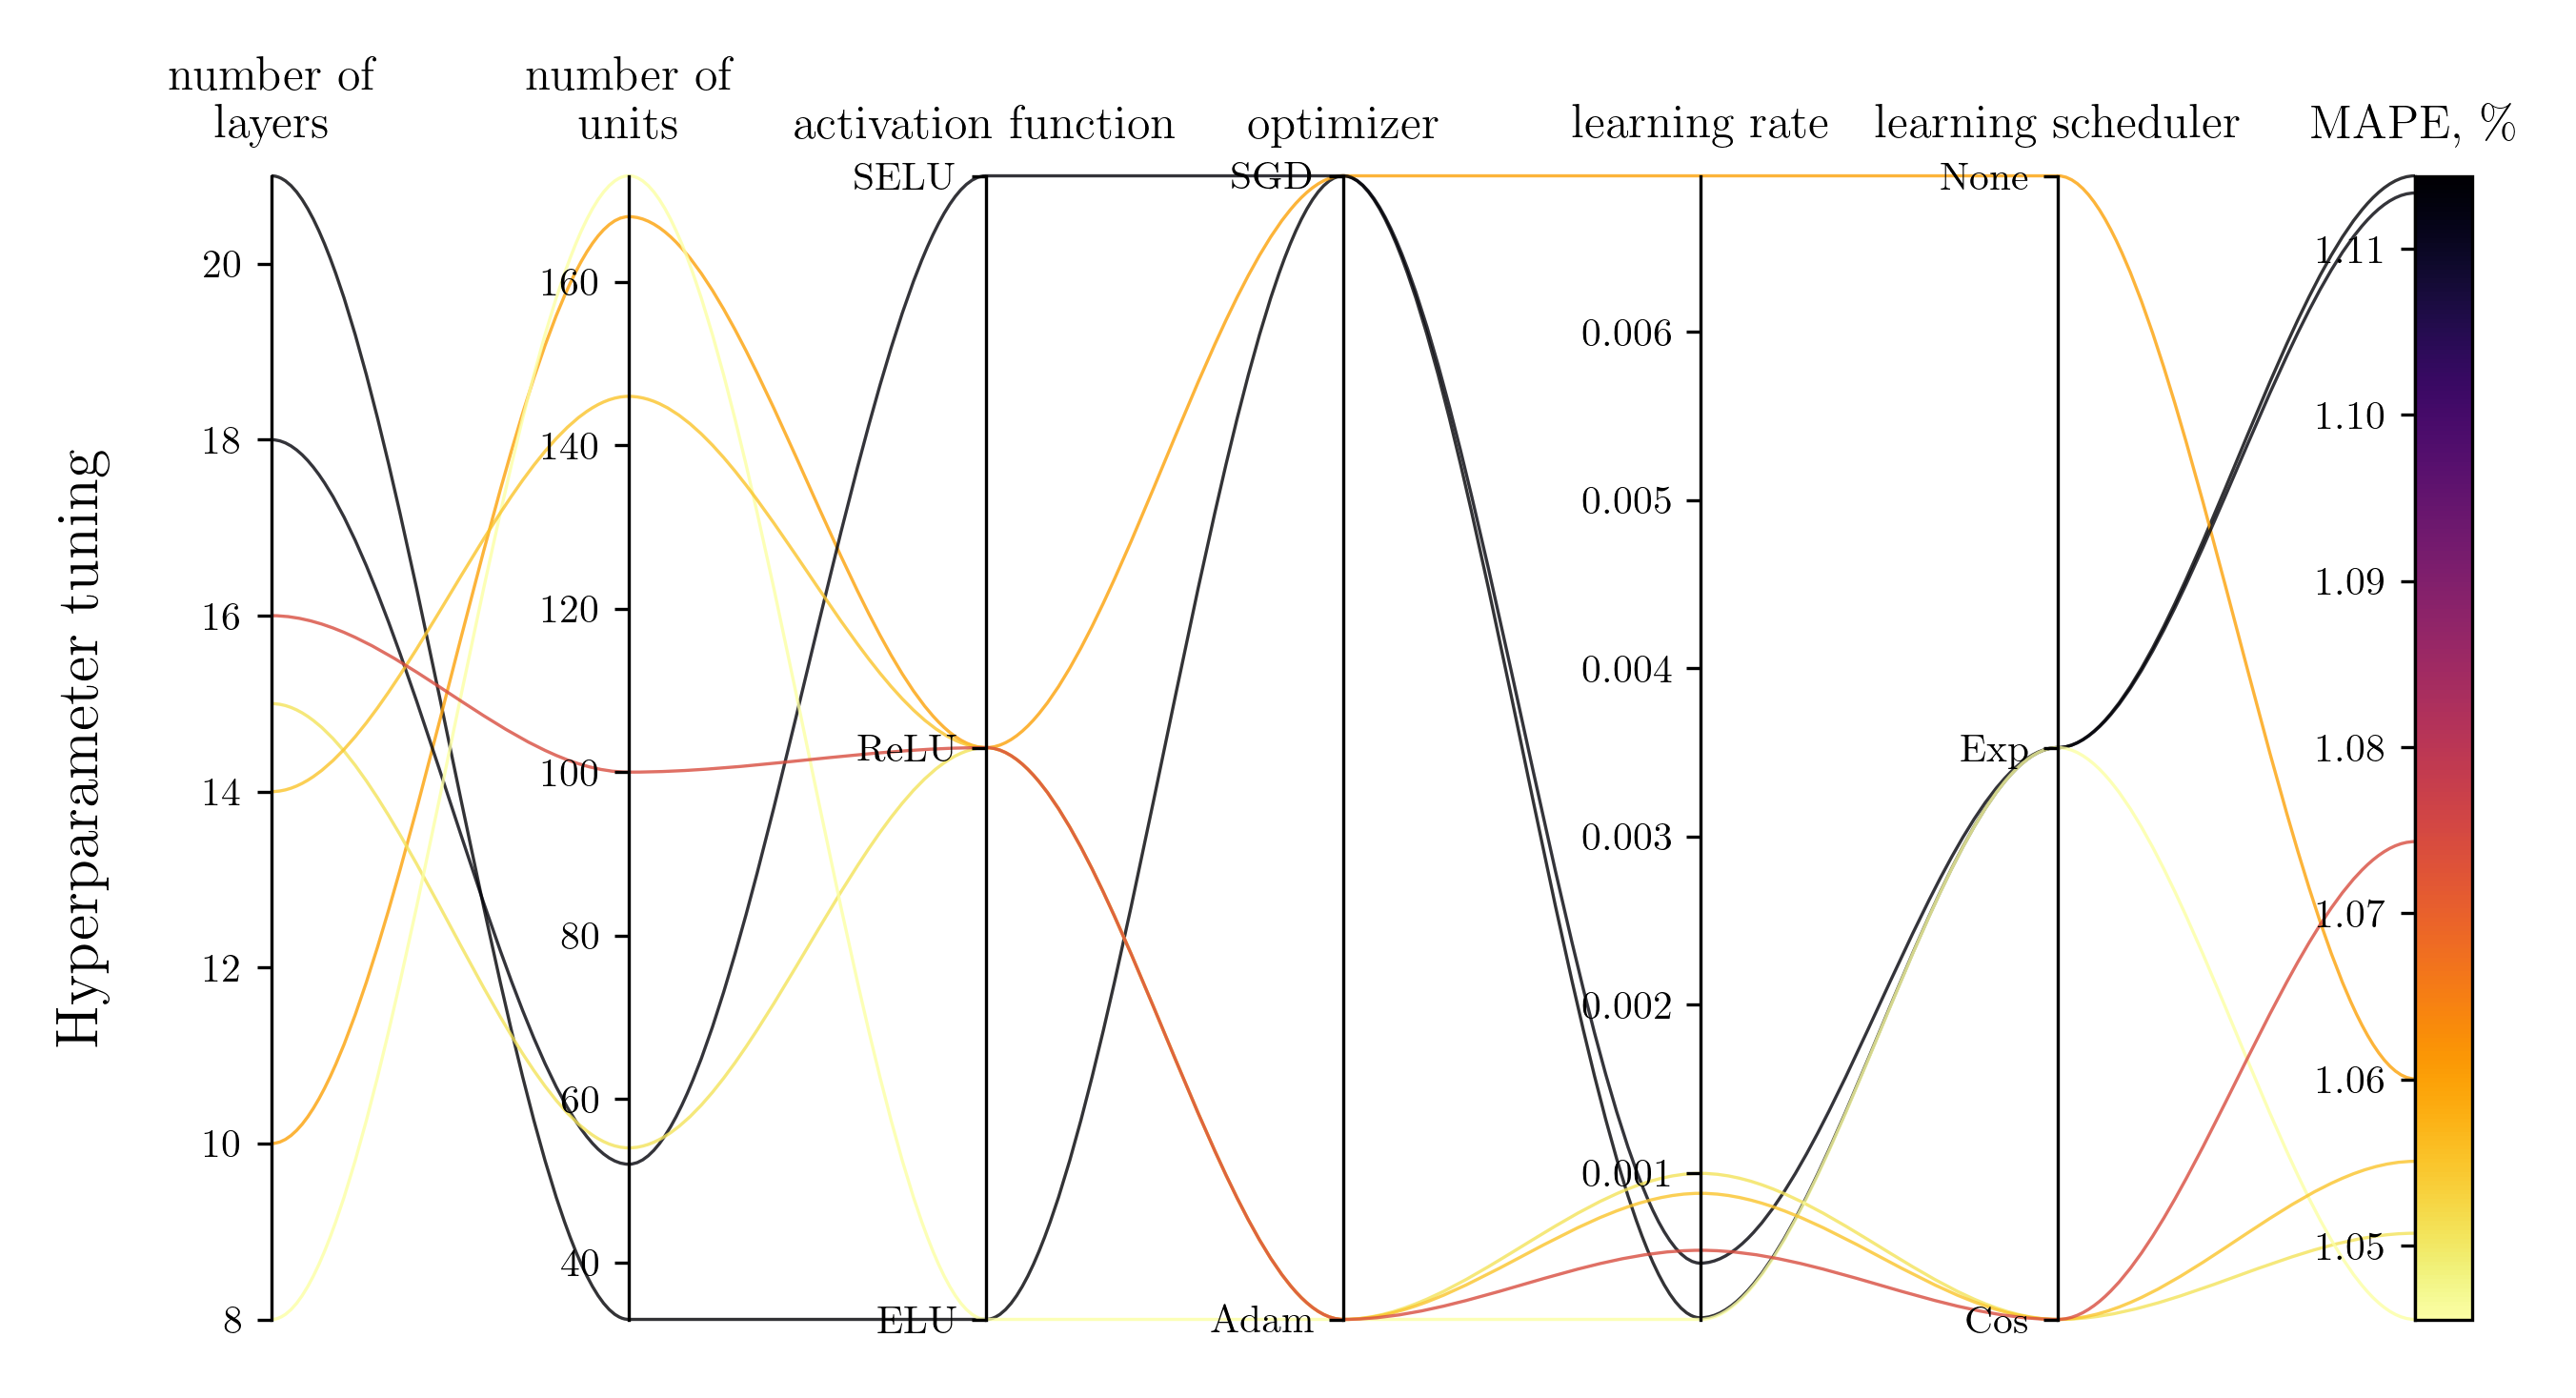 number of
layers
number of
units
activation function
optimizer
learning rate
learning scheduler
MAPE, %
Hyperparameter tuning
20
18
16
14
12
10
8
160
140
120
100
80
60
40
SELU
ReLU
ELU
SGD
Adam
0.006
0.005
0.004
0.003
0.002
0.001
None
Exp
Cos
1.11
1.10
1.09
1.08
1.07
1.06
1.05